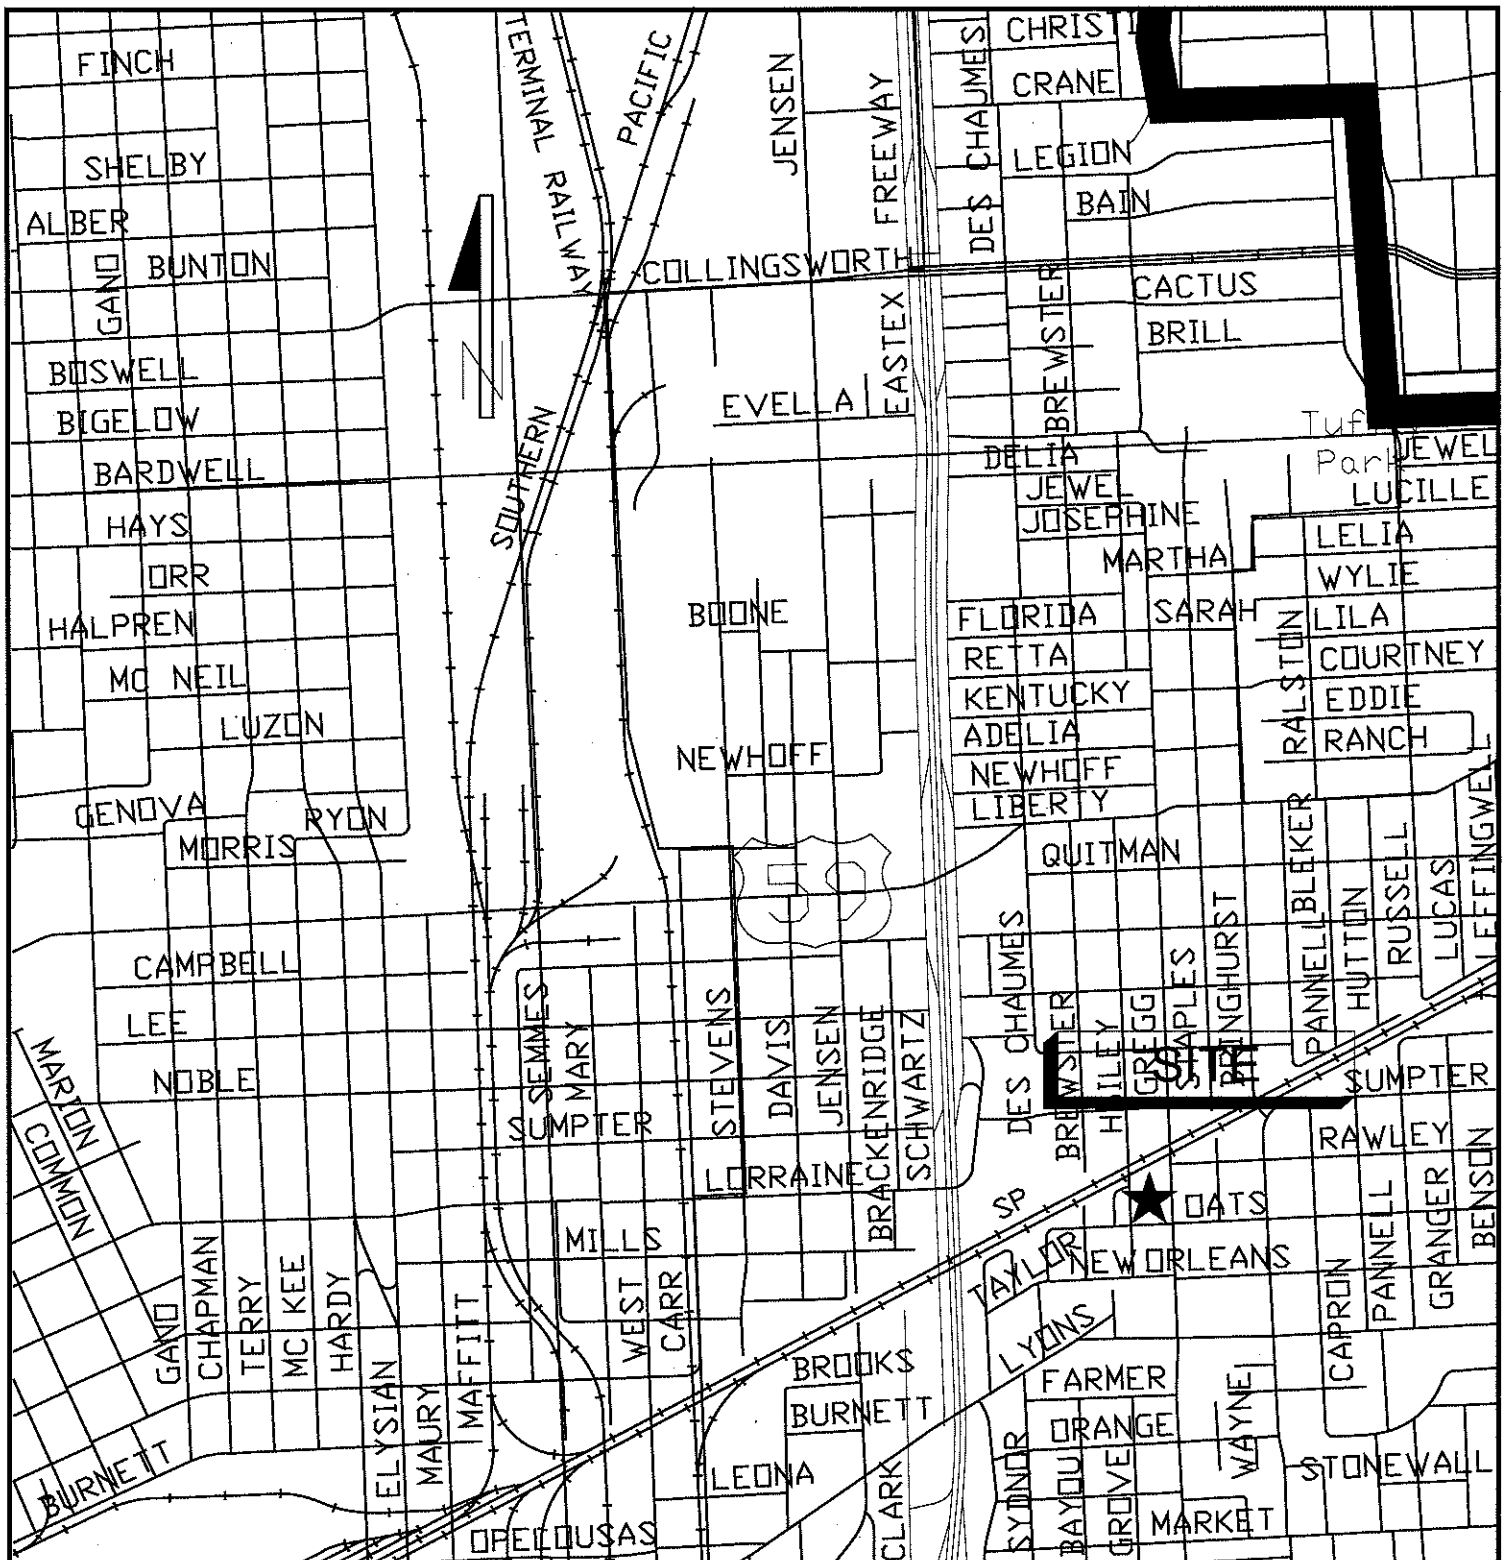 CHRISTI
FINCH
TERMINAL RAILWAY
PACIFIC
JENSEN
FREEWAY
DES CHAUMES
CRANE
SHELBY
LEGION
ALBER
BAIN
GANO
BUNTON
COLLINGSWORTH
CACTUS
BREWSTER
BRILL
EASTEX
BOSWELL
N
EVELLA
BIGELOW
Park
DELIA
JEWEL
BARDWELL
SOUTHERN
JEWEL
LUCILLE
HAYS
JOSEPHINE
LELIA
MARTHA
ORR
WYLIE
HALPREN
BOONE
FLORIDA
SARAH
LILA
RETTA
RALSTON
COURTNEY
MC NEIL
KENTUCKY
EDDIE
LUZON
ADELIA
RANCH
NEWHOFF
NEWHOFF
LIBERTY
GENOVA
RYON
MORRIS
QUITMAN
BLEKER
59
RUSSELL
LUCAS
LEFFINGWELL
CAMPBELL
DES CHAUMES
STAPLES
BRINGHURST
PANNELL
HUTTON
LEE
SEMMES
MARY
STEVENS
DAVIS
JENSEN
BRACKENRIDGE
SCHWARTZ
BREWSTER
HAILEY
GREGG
SITE
MARION
NOBLE
SUMPTER
COMMON
SUMPTER
RAWLEY
LORRAINE
BENSON
SP
OATS
MILLS
TAYLOR
NEW ORLEANS
PANNELL
GRANGER
GANO
CHAPMAN
TERRY
MC KEE
HARDY
WEST
CARR
CAPRON
LYONS
ELYSIAN
MAURY
MAFFITT
BROOKS
FARMER
BURNETT
ORANGE
WAYNE
BURNETT
LEONA
CLARK
SYDNOR
BAYOU
GROVE
STONEWALL
OPELOUSAS
MARKET